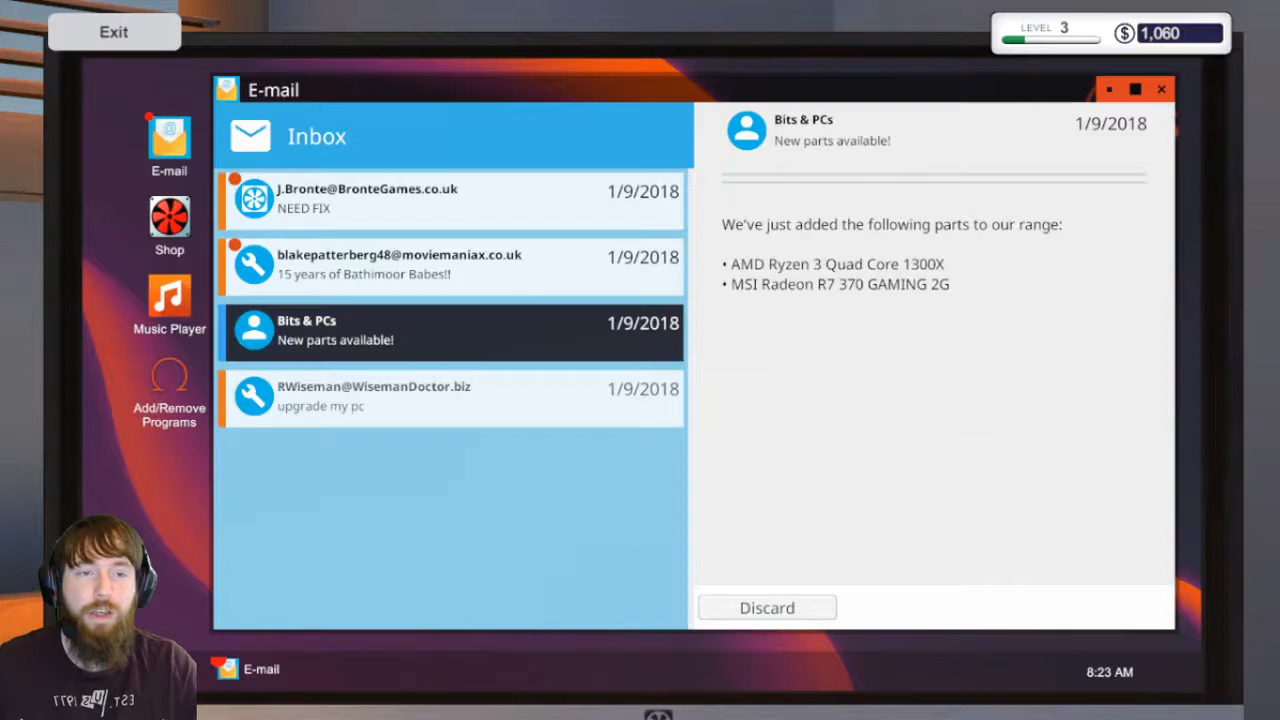 Exit
LEVEL 3
$ 1,060
E-mail
Inbox
Bits & PCs
New parts available!
1/9/2018
J.Bronte@BronteGames.co.uk
NEED FIX
1/9/2018
blakepatterberg48@moviemaniax.co.uk
15 years of Bathimoor Babes!!
1/9/2018
Bits & PCs
New parts available!
1/9/2018
RWiseman@WisemanDoctor.biz
upgrade my pc
1/9/2018
We've just added the following parts to our range:
• AMD Ryzen 3 Quad Core 1300X
• MSI Radeon R7 370 GAMING 2G
Discard
E-mail
Shop
Music Player
Add/Remove
Programs
E-mail
8:23 AM